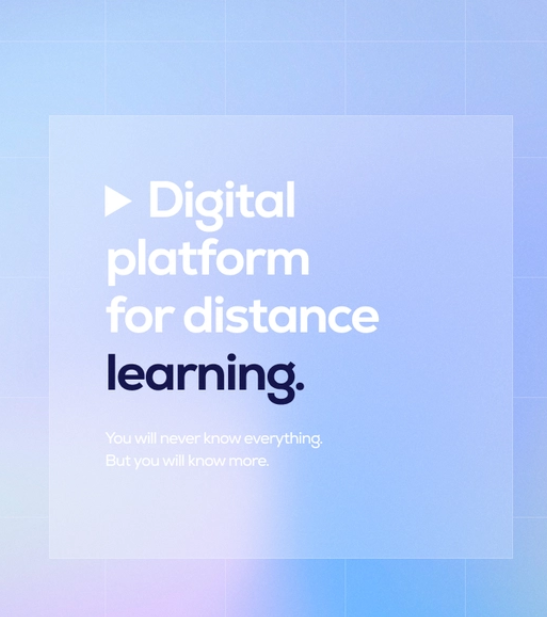 Digital
platform
for distance
learning.
You will never know everything.
But you will know more.